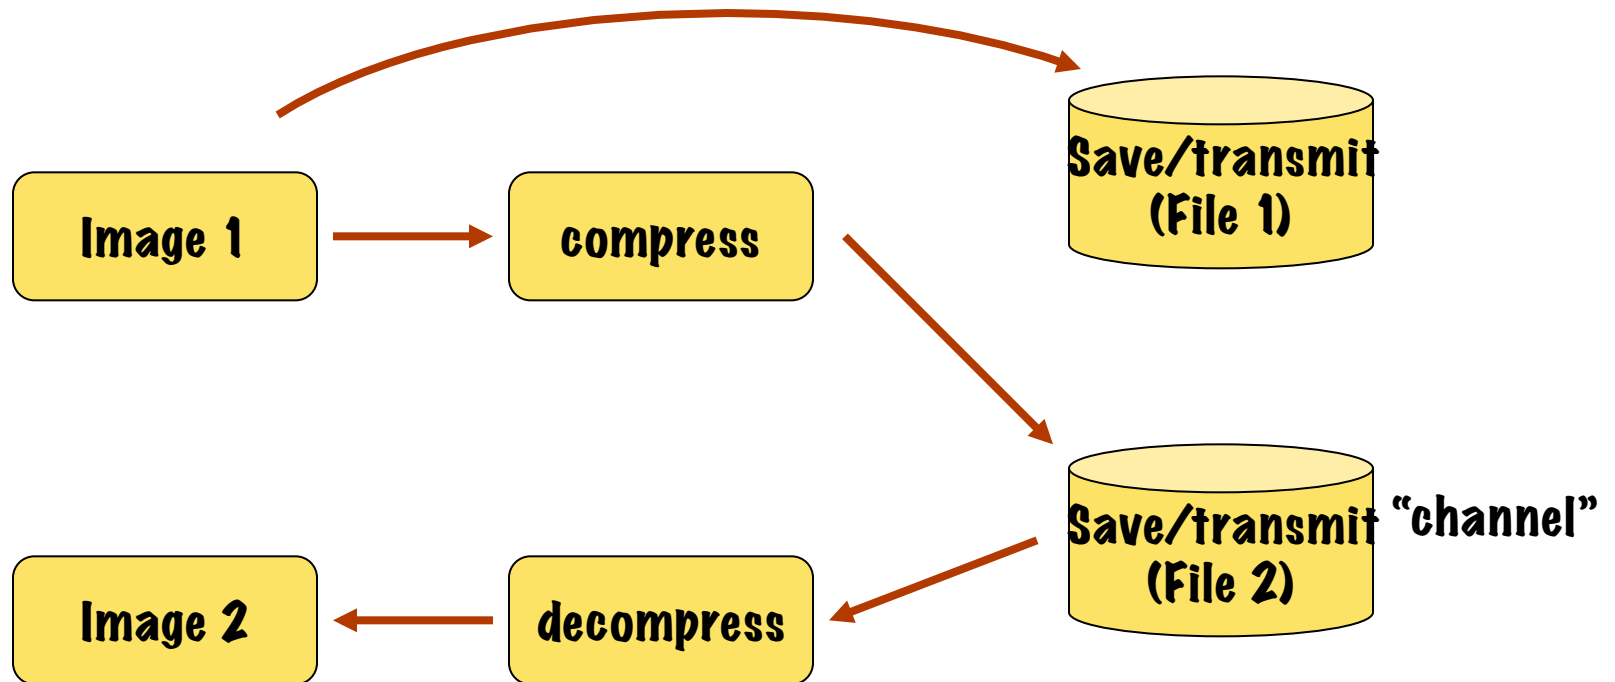 Save/transmit
(File 1)
Image 1
compress
Save/transmit
(File 2)
“channel”
Image 2
decompress